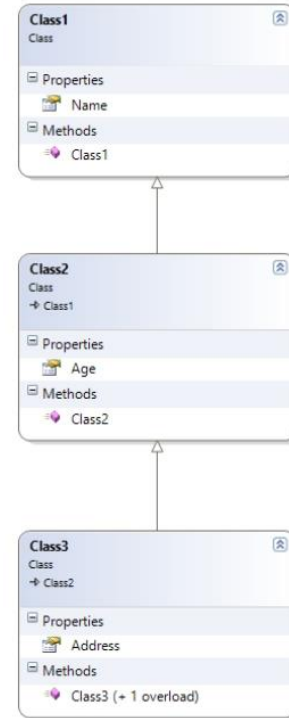 Class1
Class
Properties
Name
Methods
Class1
Class2
Class
Class1
Properties
Age
Methods
Class2
Class3
Class
Class2
Properties
Address
Methods
Class3 (+ 1 overload)